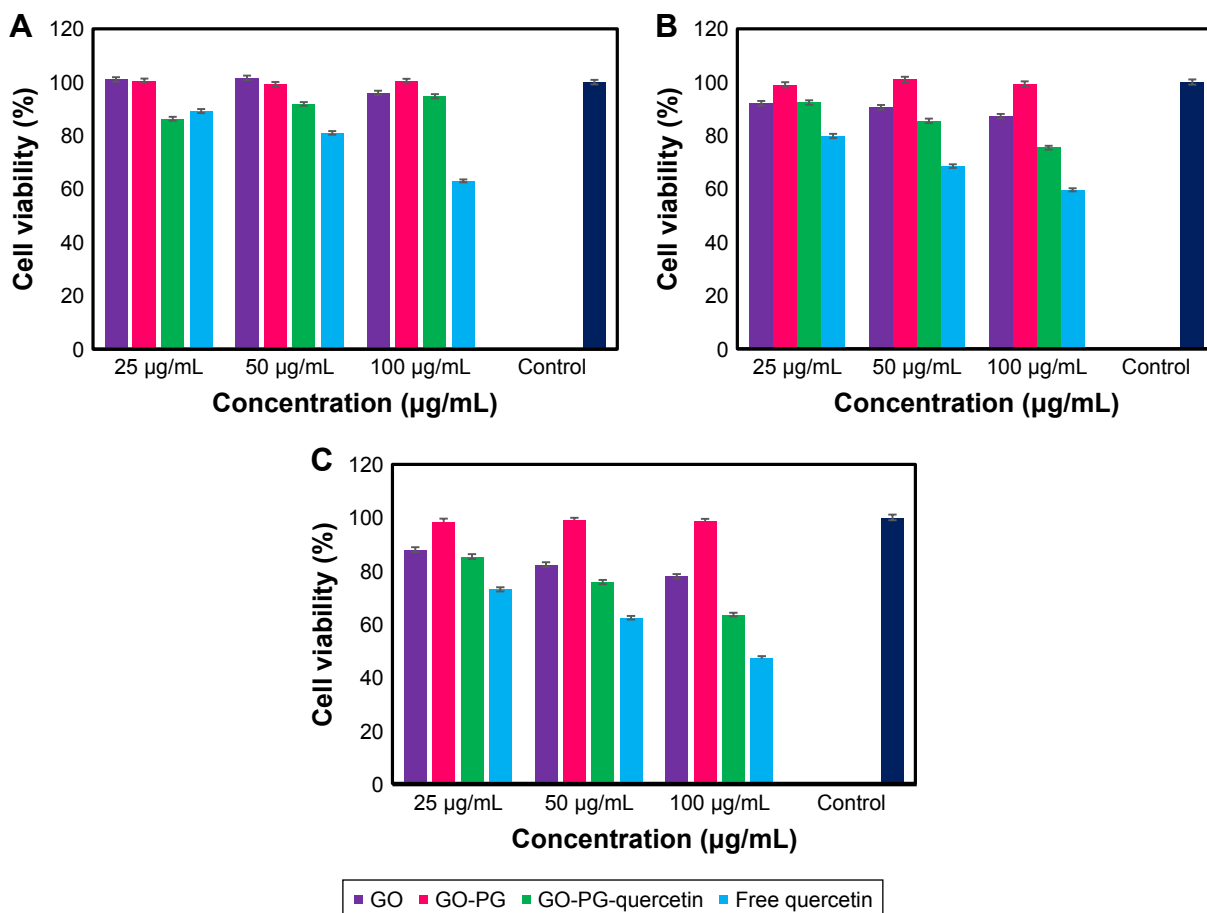 A
Cell viability (%)
120
100
80
60
40
20
0
25 µg/mL 50 µg/mL 100 µg/mL Control
Concentration (µg/mL)
B
Cell viability (%)
120
100
80
60
40
20
0
25 µg/mL 50 µg/mL 100 µg/mL Control
Concentration (µg/mL)
C
Cell viability (%)
120
100
80
60
40
20
0
25 µg/mL 50 µg/mL 100 µg/mL Control
Concentration (µg/mL)
GO GO-PG GO-PG-quercetin Free quercetin